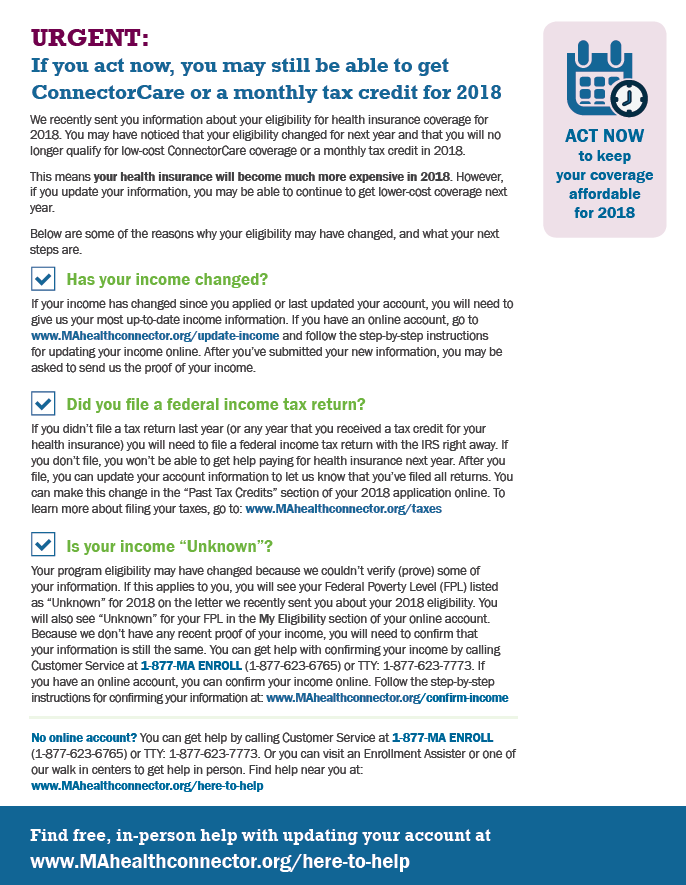 URGENT:
If you act now, you may still be able to get
ConnectorCare or a monthly tax credit for 2018
We recently sent you information about your eligibility for health insurance coverage for
2018. You may have noticed that your eligibility changed for next year and that you will no
longer qualify for low-cost ConnectorCare coverage or a monthly tax credit in 2018.
This means your health insurance will become much more expensive in 2018. However,
if you update your information, you may be able to continue to get lower-cost coverage next
year.
Below are some of the reasons why your eligibility may have changed, and what your next
steps are.
Has your income changed?
If your income has changed since you applied or last updated your account, you will need to
give us your most up-to-date income information. If you have an online account, go to
www.MAhealthconnector.org/update-income and follow the step-by-step instructions
for updating your income online. After you’ve submitted your new information, you may be
asked to send us the proof of your income.
Did you file a federal income tax return?
If you didn’t file a tax return last year (or any year that you received a tax credit for your
health insurance) you will need to file a federal income tax return with the IRS right away. If
you don’t file, you won’t be able to get help paying for health insurance next year. After you
file, you can update your account information to let us know that you’ve filed all returns. You
can make this change in the “Past Tax Credits” section of your 2018 application online. To
learn more about filing your taxes, go to: www.MAhealthconnector.org/taxes
Is your income “Unknown”?
Your program eligibility may have changed because we couldn’t verify (prove) some of
your information. If this applies to you, you will see your Federal Poverty Level (FPL) listed
as “Unknown” for 2018 on the letter we recently sent you about your 2018 eligibility. You
will also see “Unknown” for your FPL in the My Eligibility section of your online account.
Because we don’t have any recent proof of your income, you will need to confirm that
your information is still the same. You can get help with confirming your income by calling
Customer Service at 1-877-MA ENROLL (1-877-623-6765) or TTY: 1-877-623-7773. If
you have an online account, you can confirm your income online. Follow the step-by-step
instructions for confirming your information at: www.MAhealthconnector.org/confirm-income
No online account? You can get help by calling Customer Service at 1-877-MA ENROLL
(1-877-623-6765) or TTY: 1-877-623-7773. Or you can visit an Enrollment Assister or one of
our walk in centers to get help in person. Find help near you at:
www.MAhealthconnector.org/here-to-help
ACT NOW
to keep
your coverage
affordable
for 2018
Find free, in-person help with updating your account at
www.MAhealthconnector.org/here-to-help